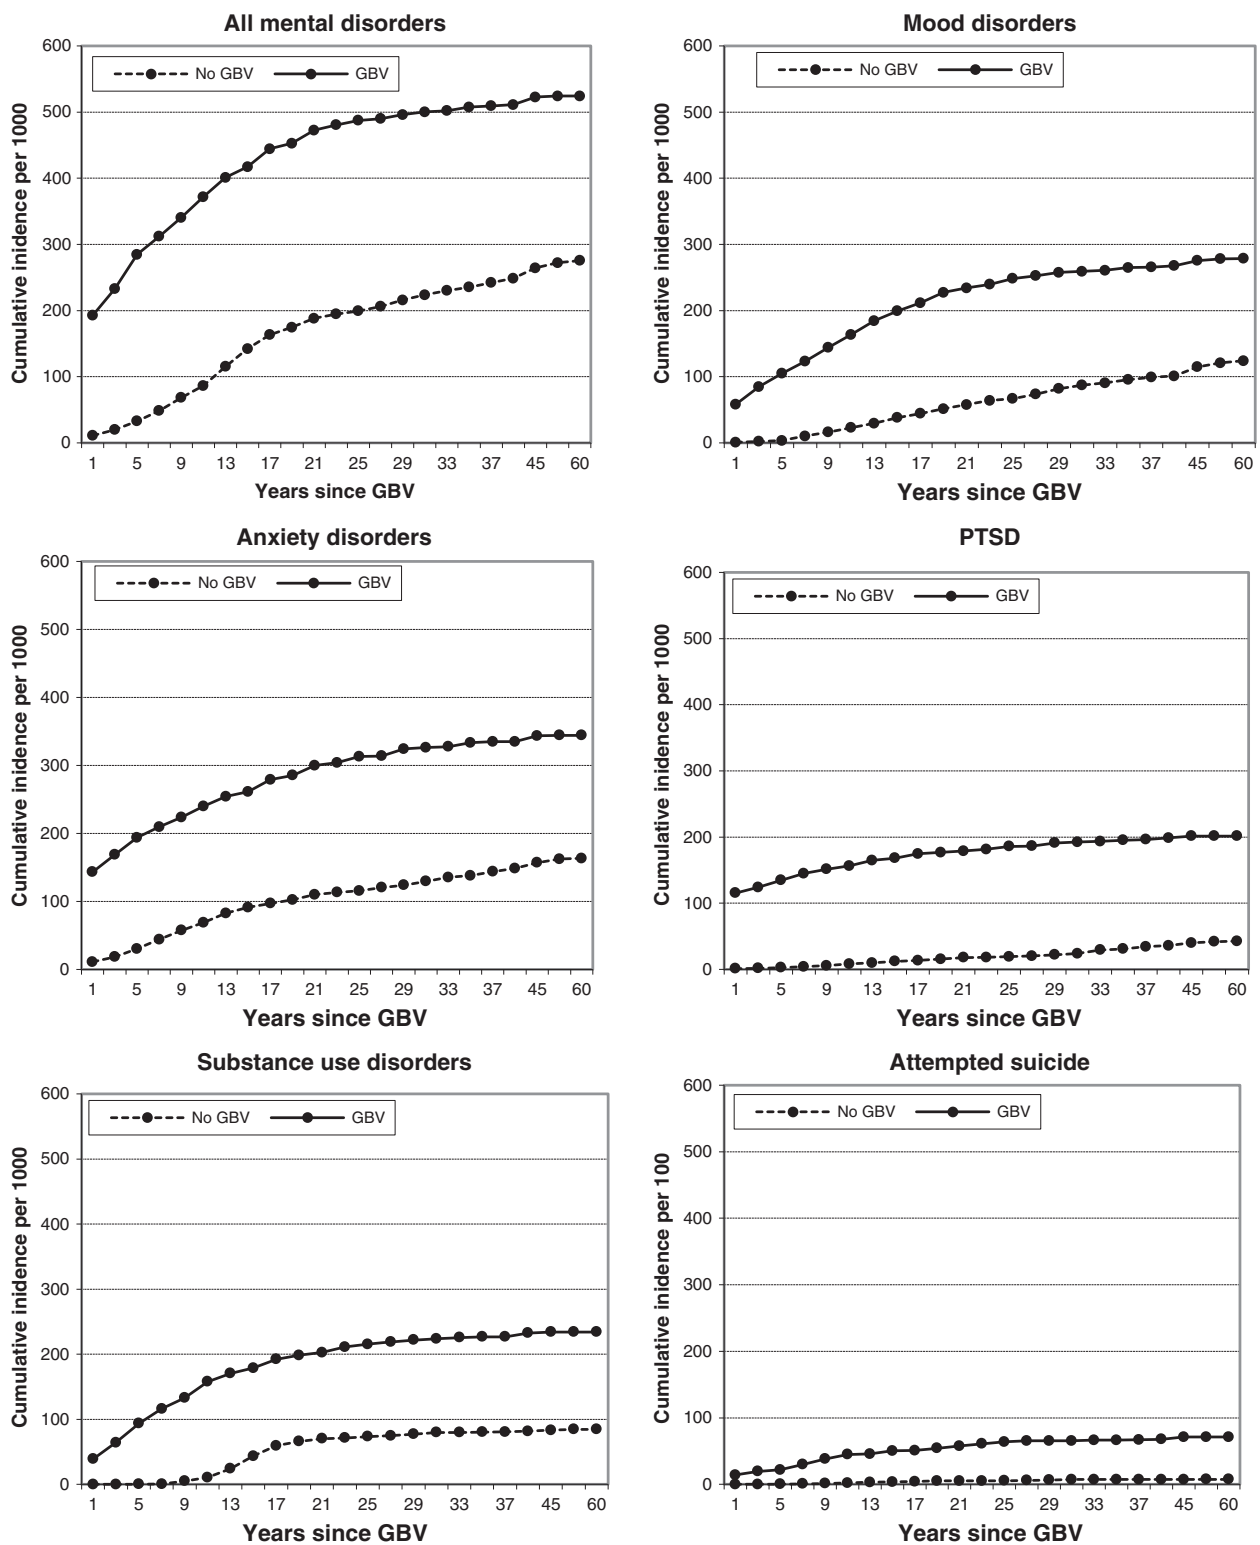 All mental disorders
No GBV GBV
Cumulative inidence per 1000
600
500
400
300
200
100
0
1 5 9 13 17 21 25 29 33 37 45 60
Years since GBV
Mood disorders
No GBV GBV
Cumulative inidence per 1000
600
500
400
300
200
100
0
1 5 9 13 17 21 25 29 33 37 45 60
Years since GBV
Anxiety disorders
No GBV GBV
Cumulative inidence per 1000
600
500
400
300
200
100
0
1 5 9 13 17 21 25 29 33 37 45 60
Years since GBV
PTSD
No GBV GBV
Cumulative inidence per 1000
600
500
400
300
200
100
0
1 5 9 13 17 21 25 29 33 37 45 60
Years since GBV
Substance use disorders
No GBV GBV
Cumulative inidence per 1000
600
500
400
300
200
100
0
1 5 9 13 17 21 25 29 33 37 45 60
Years since GBV
Attempted suicide
No GBV GBV
Cumulative inidence per 100
600
500
400
300
200
100
0
1 5 9 13 17 21 25 29 33 37 45 60
Years since GBV